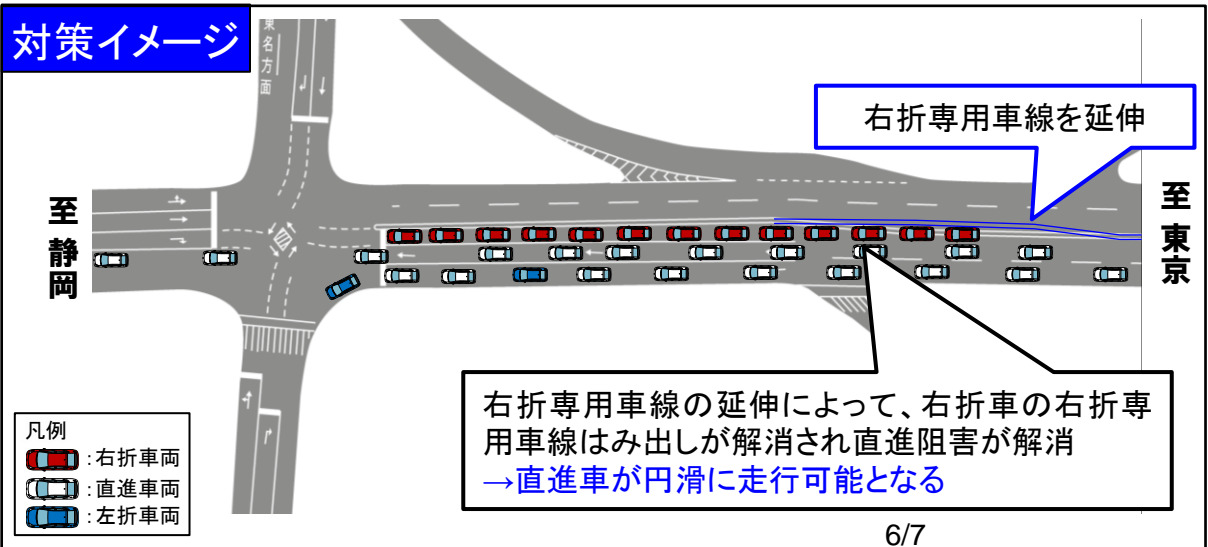 対策イメージ
東名方面
右折専用車線を延伸
至 静岡
至 東京
右折専用車線の延伸によって、右折車の右折専
用車線はみ出しが解消され直進阻害が解消
→直進車が円滑に走行可能となる
凡例
:右折車両
:直進車両
:左折車両
6/7